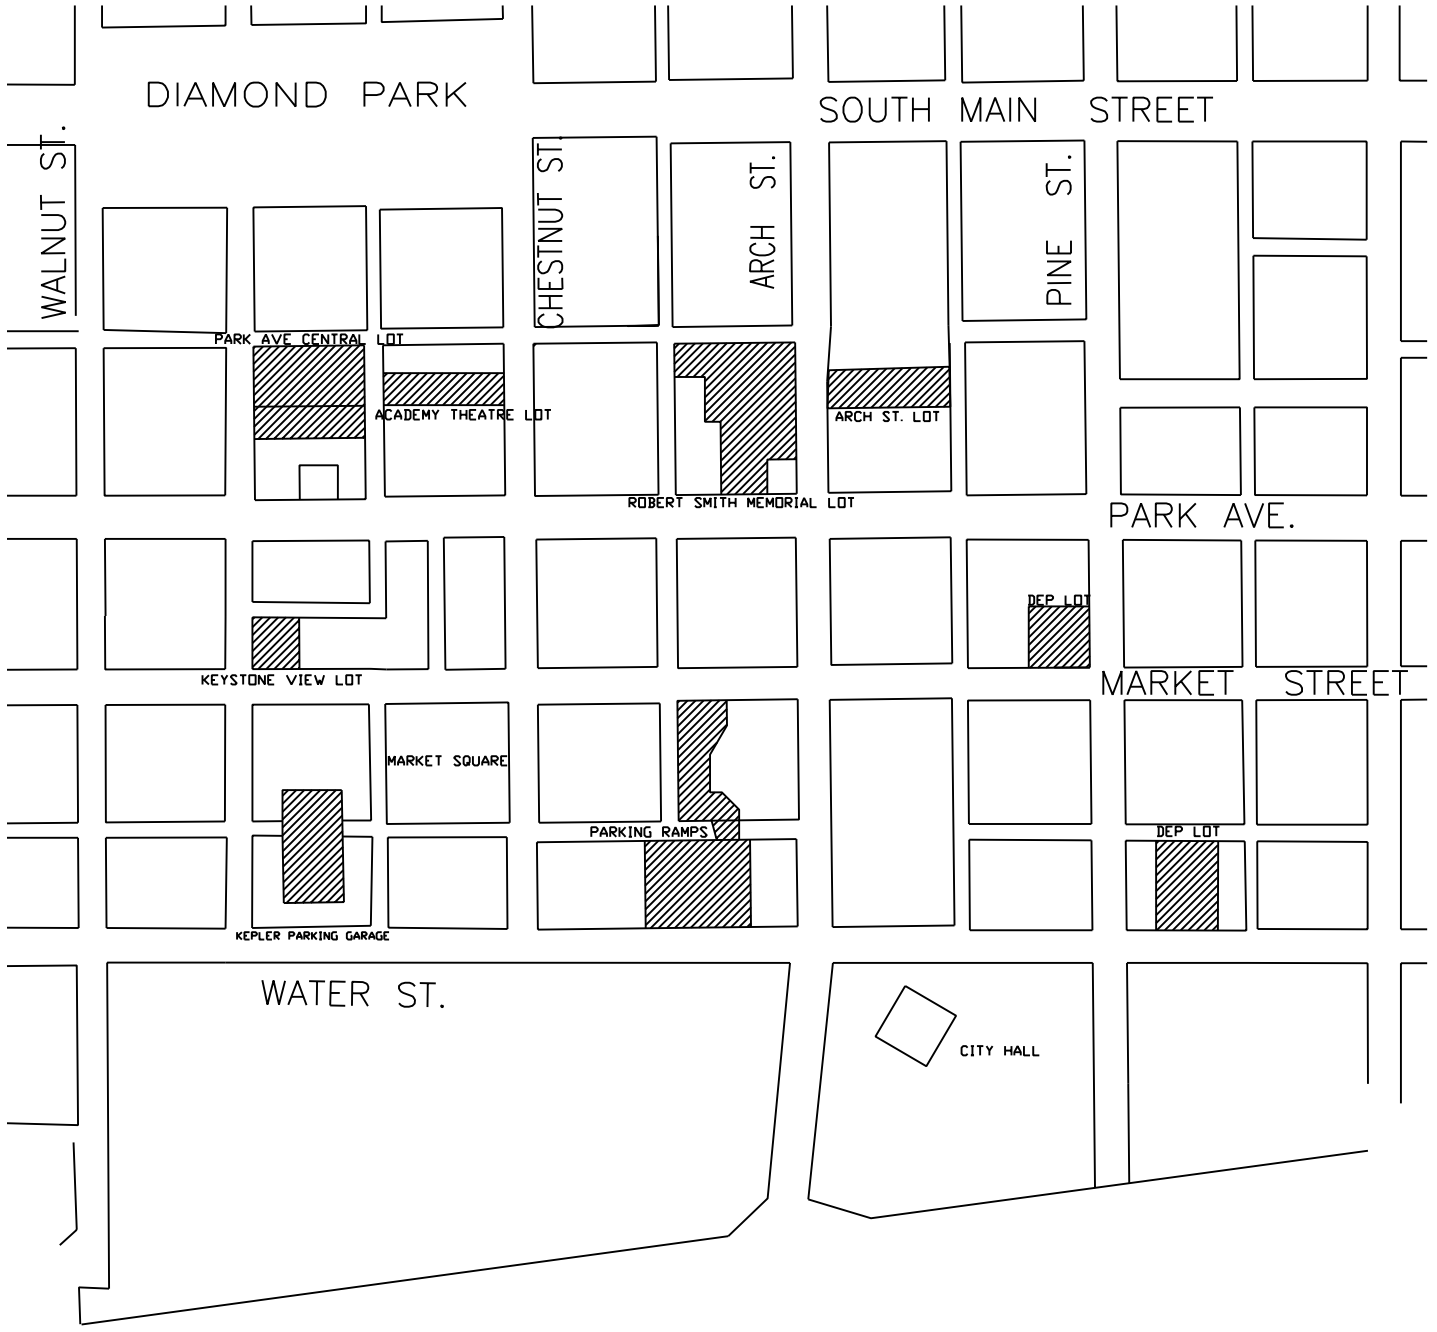 DIAMOND PARK
SOUTH MAIN STREET
WALNUT ST.
CHESTNUT ST.
ARCH ST.
PINE ST.
PARK AVE CENTRAL LOT
ACADEMY THEATRE LOT
ARCH ST. LOT
ROBERT SMITH MEMORIAL LOT
PARK AVE.
DEP LOT
KEYSTONE VIEW LOT
MARKET STREET
MARKET SQUARE
PARKING RAMPS
DEP LOT
KEPLER PARKING GARAGE
WATER ST.
CITY HALL